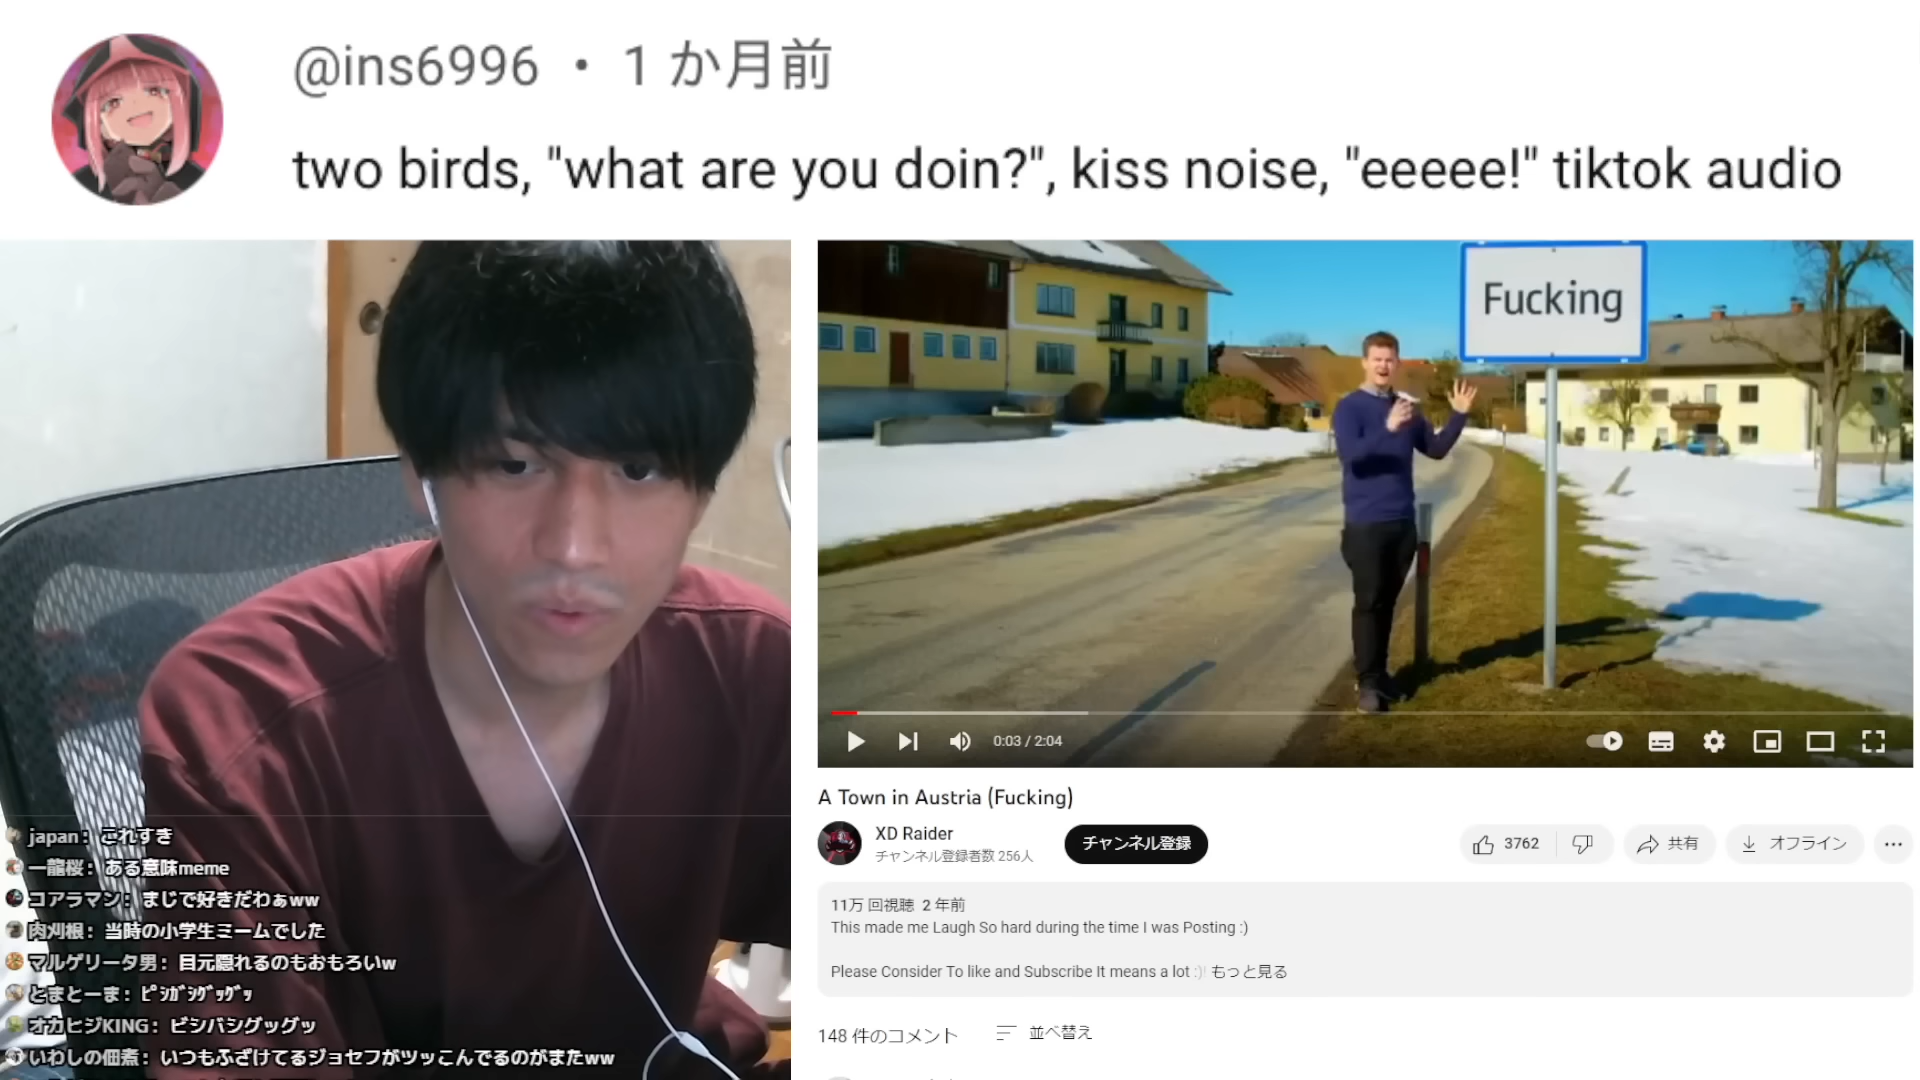 @ins6996 ・ 1 か月前
two birds, "what are you doin?", kiss noise, "eeeee!" tiktok audio
Fucking
0:03 / 2:04
A Town in Austria (Fucking)
XD Raider
チャンネル登録者数 256人
チャンネル登録
3762
共有
オフライン
11万 回視聴 2 年前
This made me Laugh So hard during the time I was Posting :)
Please Consider To like and Subscribe It means a lot :)! もっと見る
148 件のコメント
並べ替え
japan: これすき
一龍桜: ある意味meme
コアラマン: まじで好きだわぁww
肉刈根: 当時の小学生ミームでした
マルゲリータ男: 目元隠れるのもおもろいw
とまとーま: ﾋﾟｼｶﾞｼｸﾞｯｸﾞｯ
オカヒジKING: ビシバシグッグッ
いわしの佃煮: いつもふざけてるジョセフがツッこんでるのがまたww